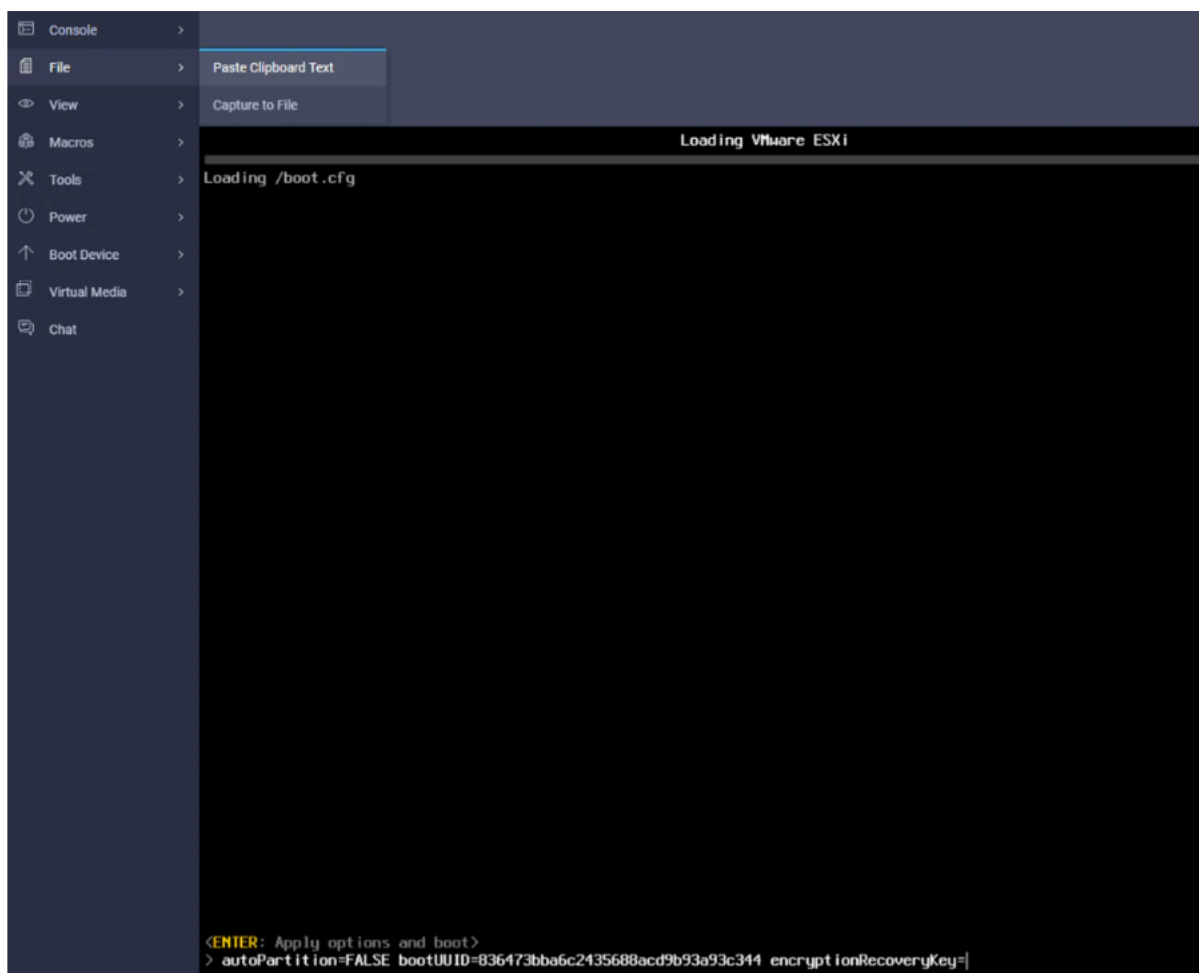 Console
File
View
Macros
Tools
Power
Boot Device
Virtual Media
Chat
Paste Clipboard Text
Capture to File
Loading VMware ESXi
Loading /boot.cfg
<ENTER: Apply options and boot>
> autoPartition=FALSE bootUUID=836473bba6c2435688acd9b93a93c344 encryptionRecoveryKey=